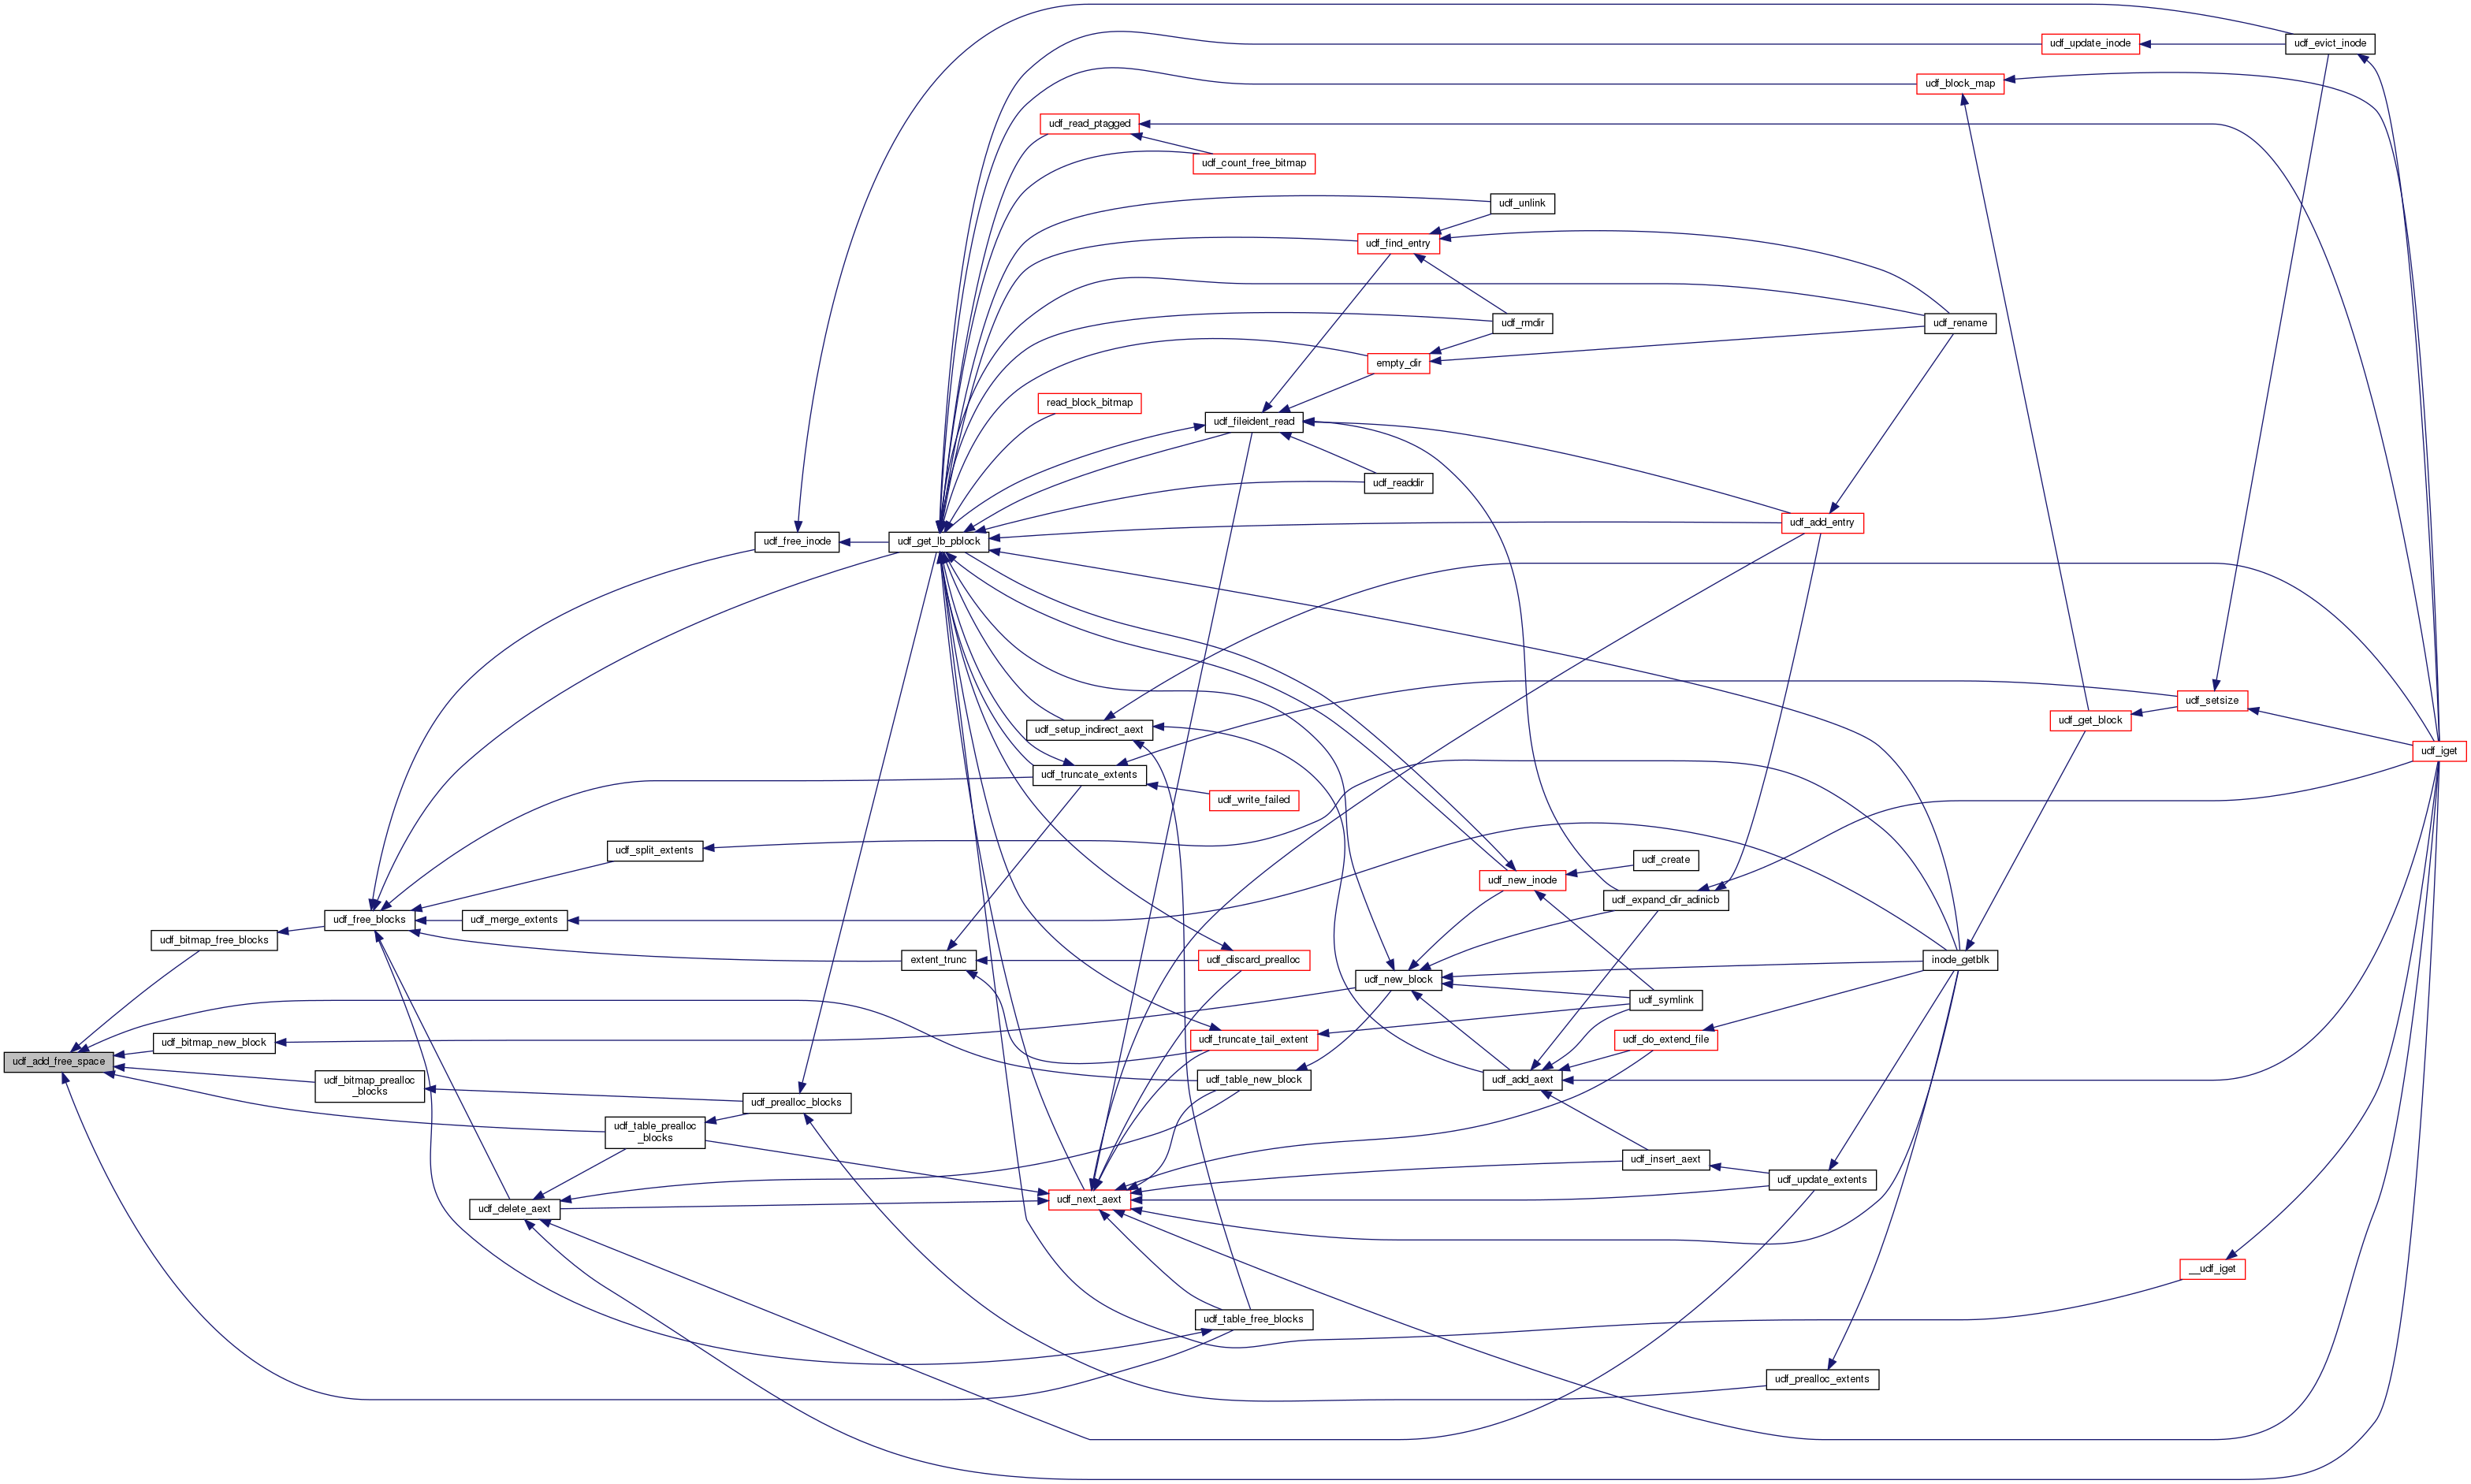 udf_evict_inode
udf_update_inode
udf_block_map
udf_read_ptagged
udf_count_free_bitmap
udf_unlink
udf_find_entry
udf_rmdir
udf_rename
empty_dir
read_block_bitmap
udf_fileident_read
udf_readdir
udf_add_entry
udf_free_inode
udf_get_lb_pblock
udf_setsize
udf_get_block
udf_setup_indirect_aext
udf_iget
udf_truncate_extents
udf_write_failed
udf_split_extents
udf_create
udf_new_inode
udf_expand_dir_adinicb
udf_free_blocks
udf_merge_extents
udf_bitmap_free_blocks
extent_trunc
udf_discard_prealloc
inode_getblk
udf_new_block
udf_symlink
udf_bitmap_new_block
udf_truncate_tail_extent
udf_do_extend_file
udf_add_free_space
udf_bitmap_prealloc
_blocks
udf_table_new_block
udf_add_aext
udf_prealloc_blocks
udf_table_prealloc
_blocks
udf_insert_aext
udf_update_extents
udf_next_aext
udf_delete_aext
__udf_iget
udf_table_free_blocks
udf_prealloc_extents